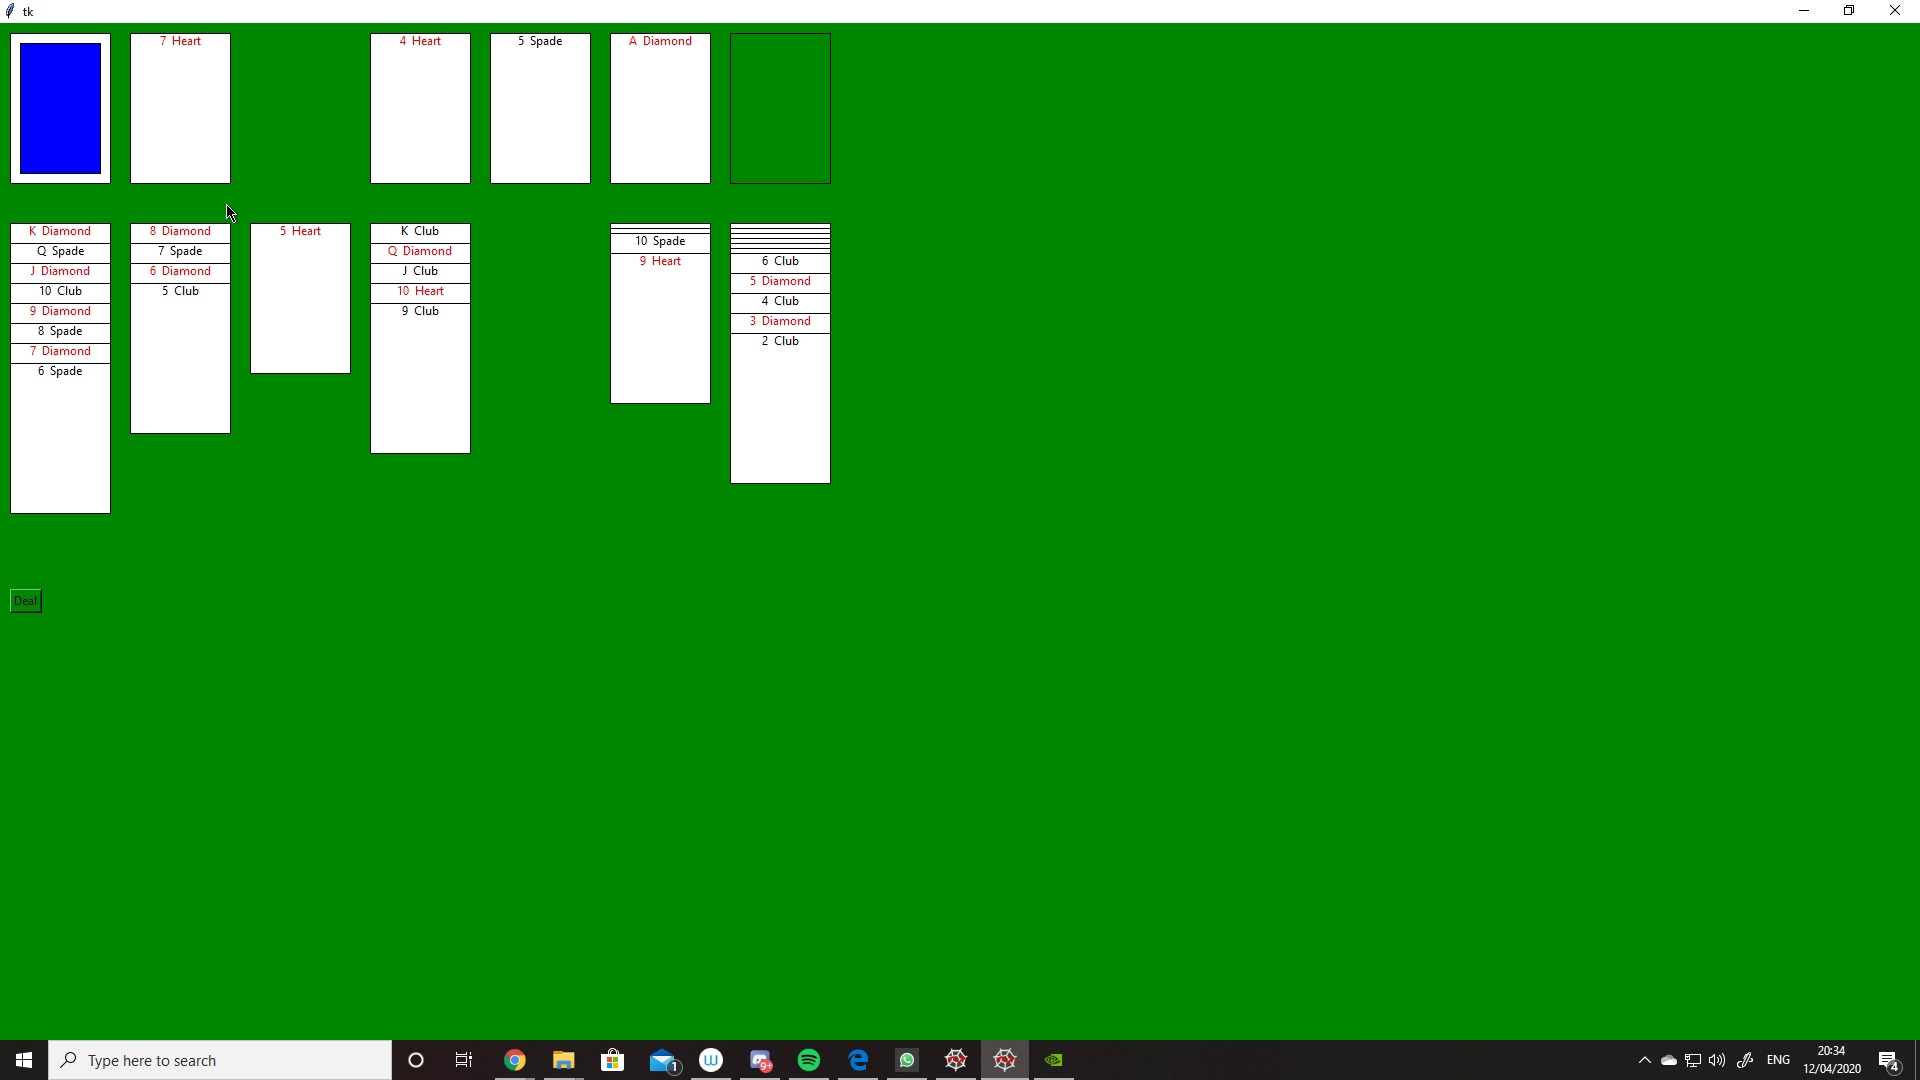 tk
7 Heart
4 Heart
5 Spade
A Diamond
K Diamond
Q Spade
J Diamond
10 Club
9 Diamond
8 Spade
7 Diamond
6 Spade
8 Diamond
7 Spade
6 Diamond
5 Club
5 Heart
K Club
Q Diamond
J Club
10 Heart
9 Club
10 Spade
9 Heart
6 Club
5 Diamond
4 Club
3 Diamond
2 Club
Deal
Type here to search
1
W
9+
ENG
20:34
12/04/2020
4